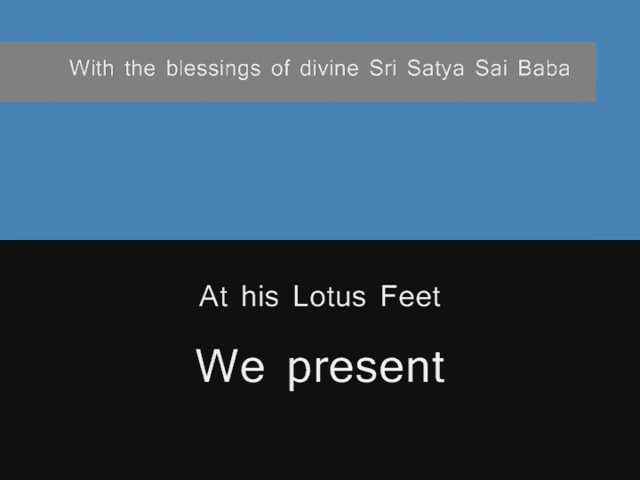 With the blessings of divine Sri Satya Sai Baba
At his Lotus Feet
We present